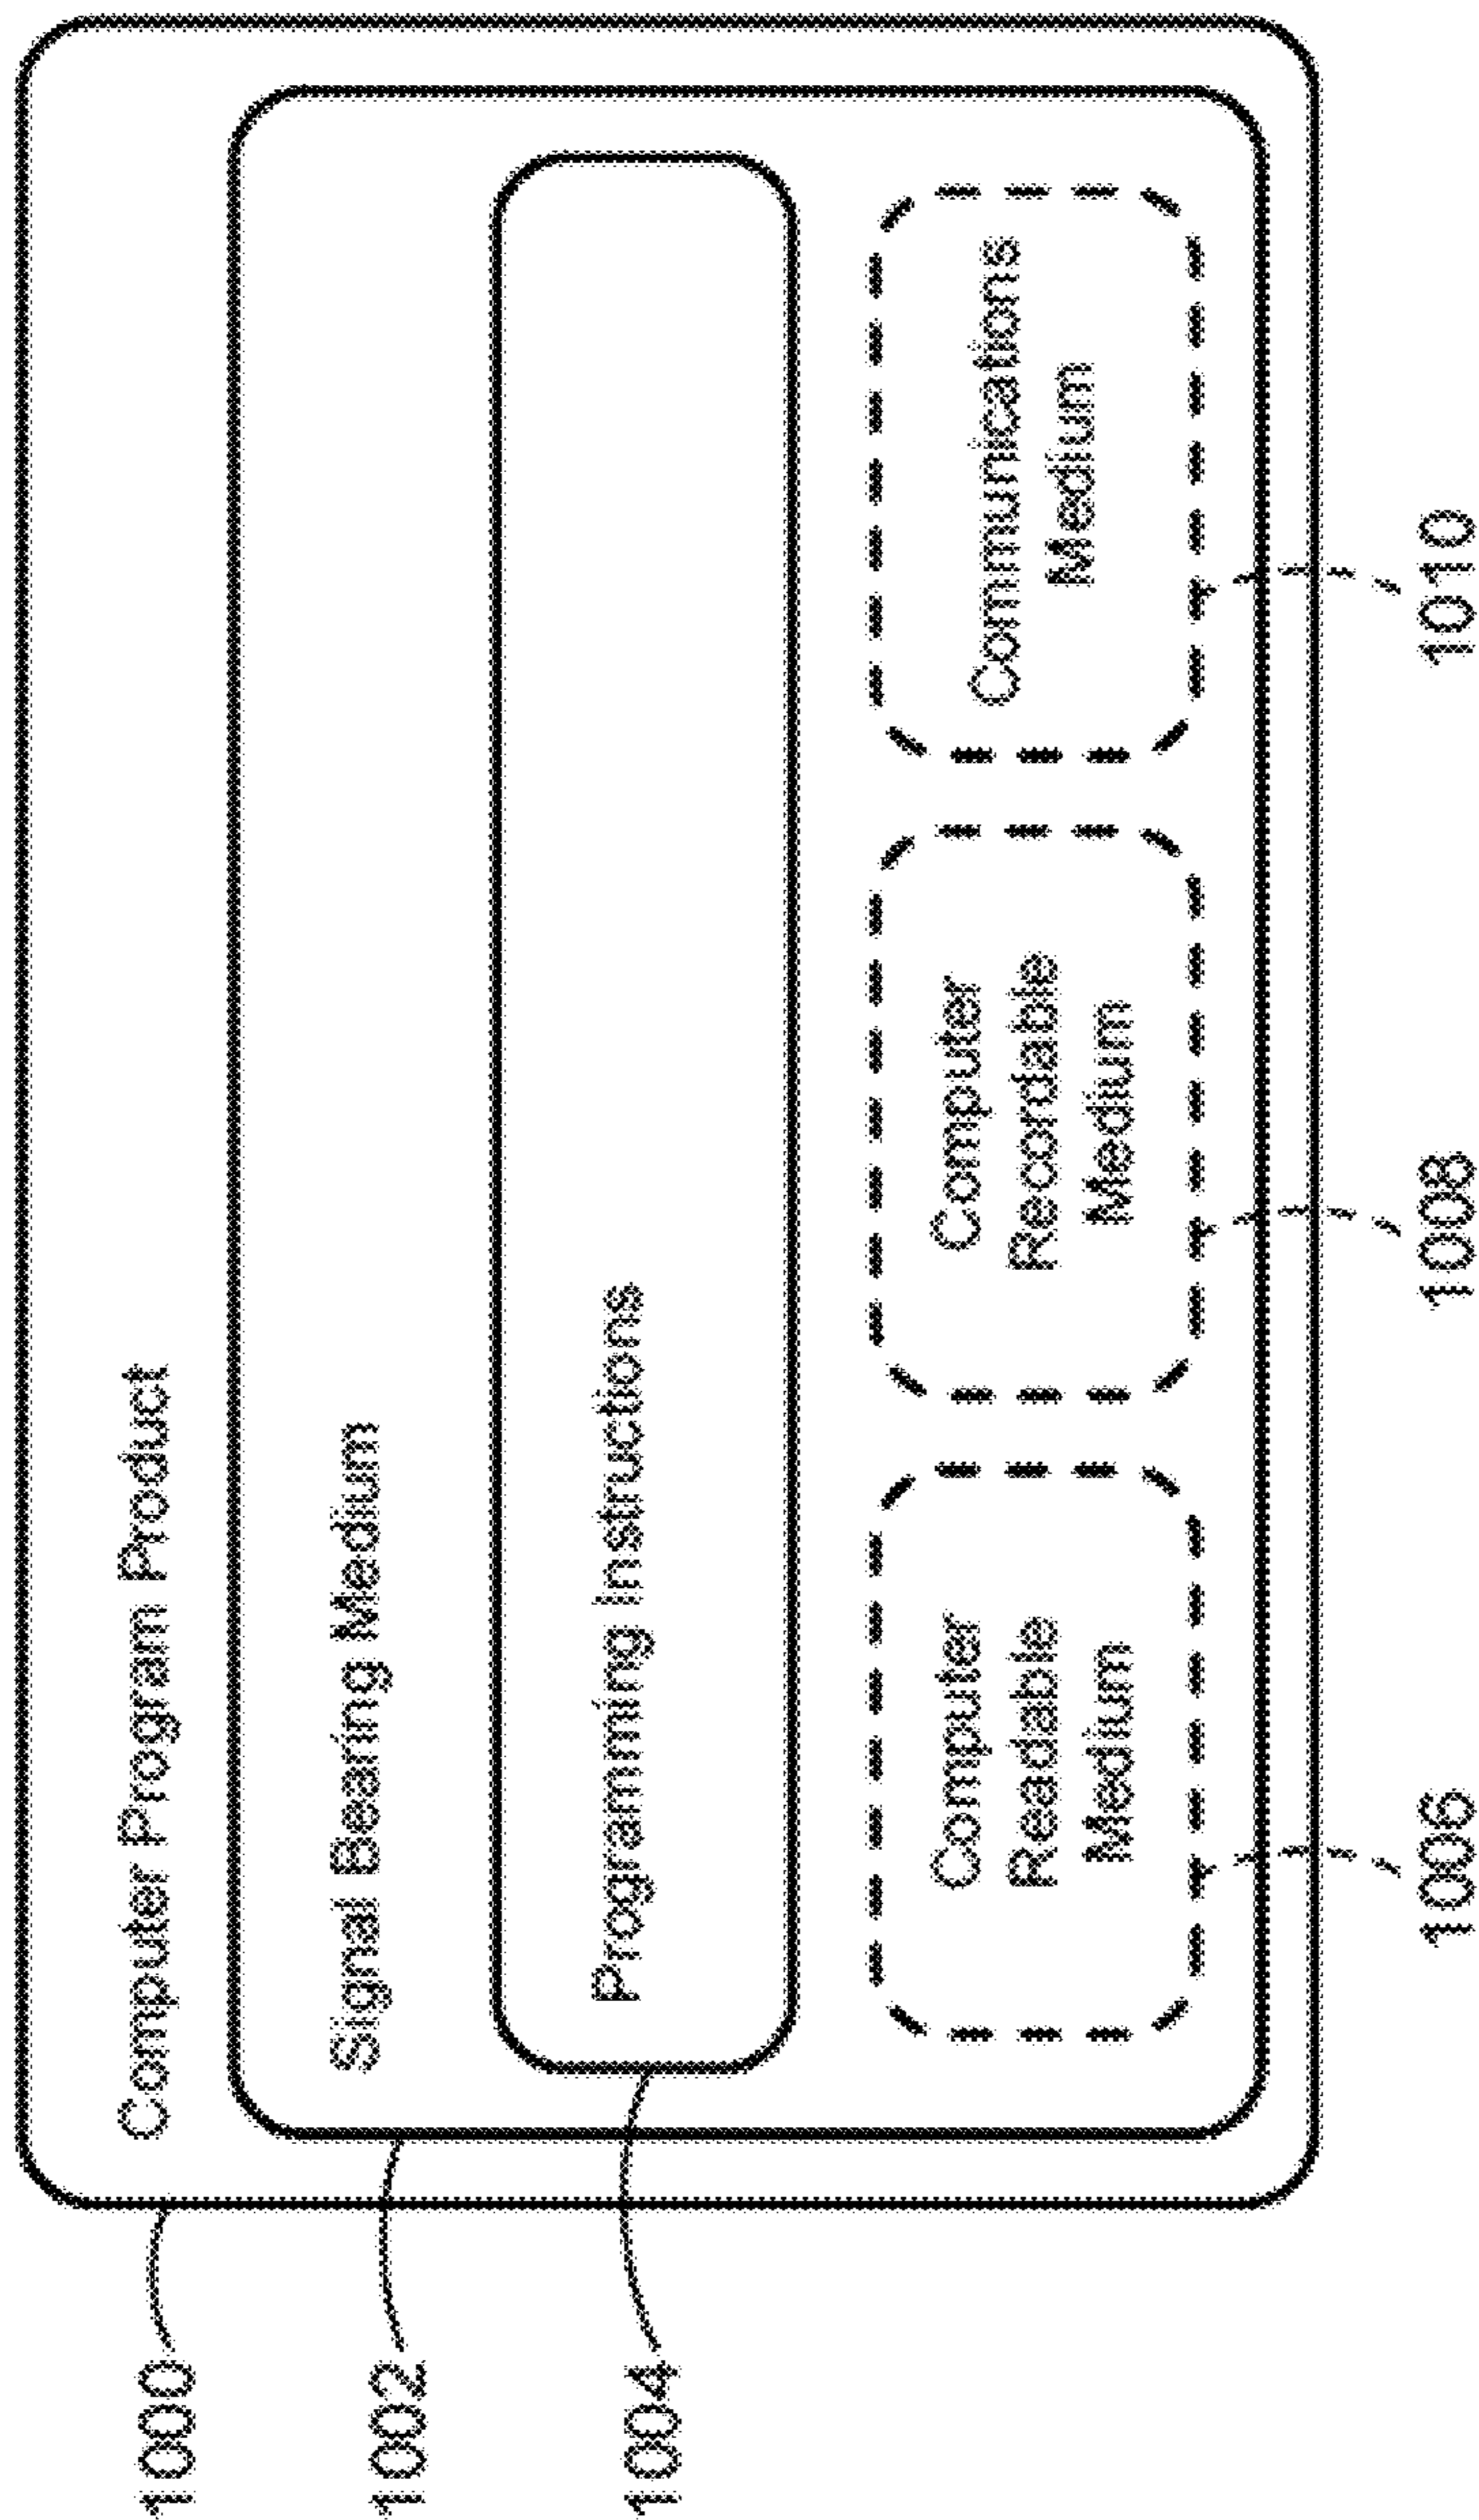 1000
Computer Program Product
1002
Signal Bearing Medium
1004
Programming Instructions
Computer
Readable
Medium
Computer
Recordable
Medium
Communications
Medium
1006
1008
1010